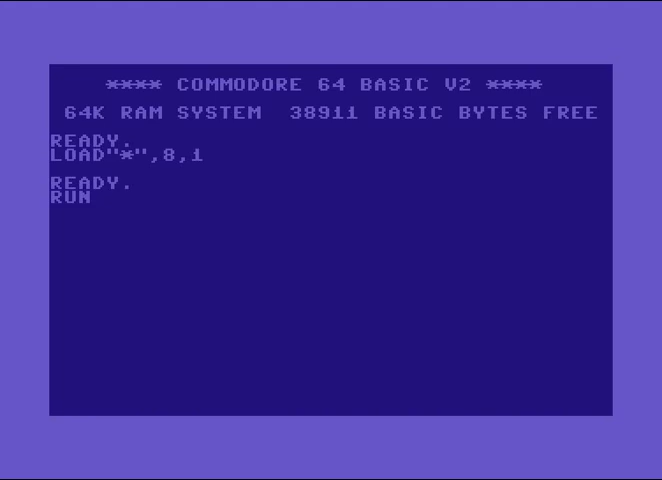 **** COMMODORE 64 BASIC V2 ****
64K RAM SYSTEM  38911 BASIC BYTES FREE
READY.
LOAD"*",8,1
READY.
RUN